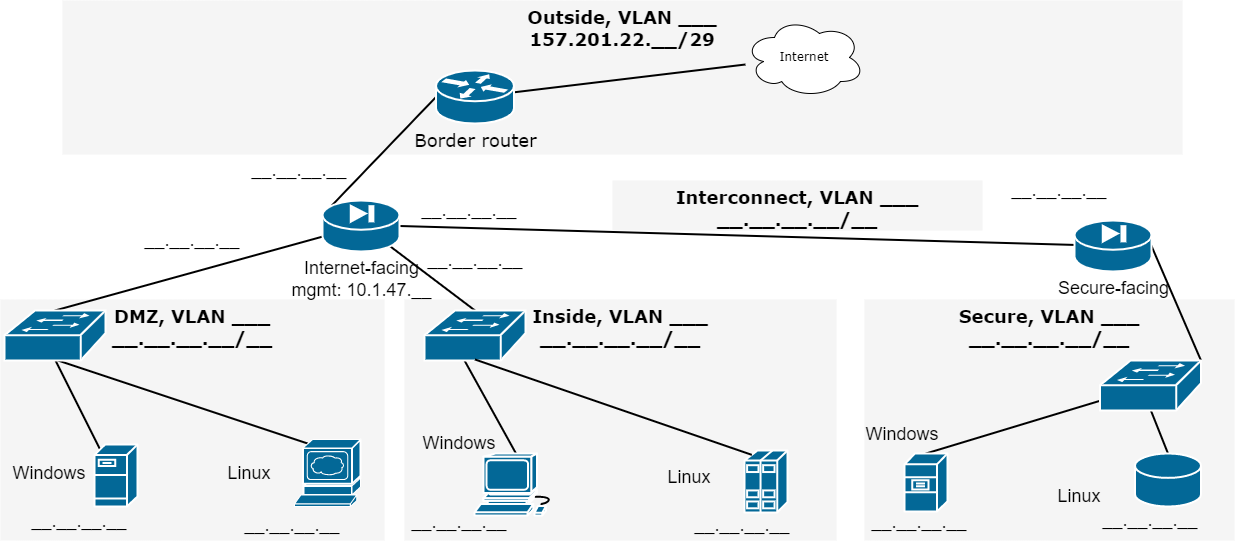 Outside, VLAN ___
157.201.22.__/29
Internet
Border router
__.__.__.__
Interconnect, VLAN ___
__.__.__.__/__
__.__.__.__
__.__.__.__
__.__.__.__
Internet-facing
mgmt: 10.1.47.__
__.__.__.__
Secure-facing
DMZ, VLAN ___
__.__.__.__/__
Inside, VLAN ___
__.__.__.__/__
Secure, VLAN ___
__.__.__.__/__
Windows
Linux
Windows
Linux
Windows
Linux
__.__.__.__
__.__.__.__
__.__.__.__
__.__.__.__
__.__.__.__
__.__.__.__